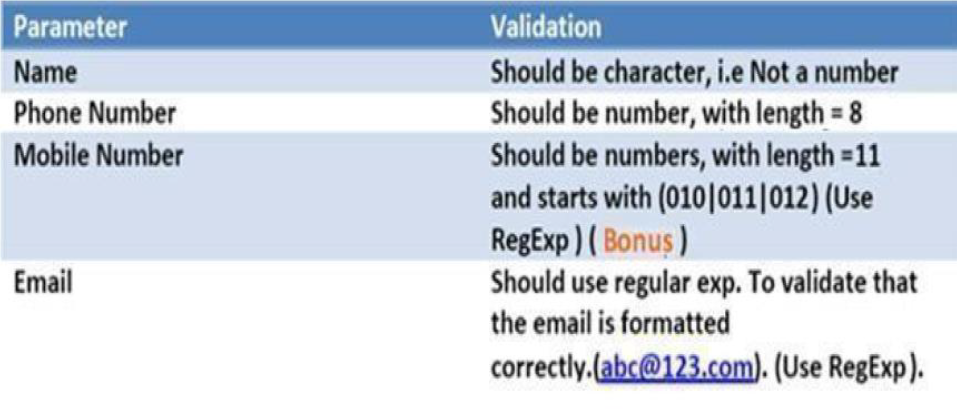 Parameter Validation
Name Should be character, i.e Not a number
Phone Number Should be number, with length = 8
Mobile Number Should be numbers, with length =11
and starts with (010|011|012) (Use
RegExp ) ( Bonus )
Email Should use regular exp. To validate that
the email is formatted
correctly.(abc@123.com). (Use RegExp).